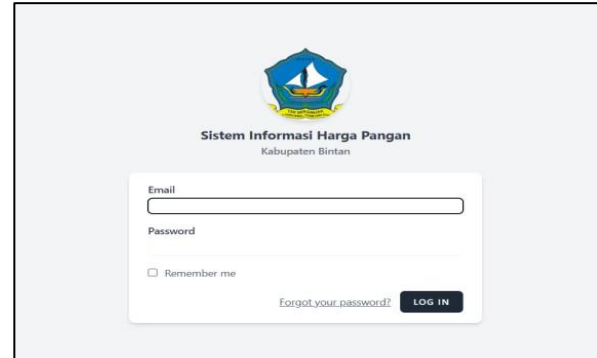 Sistem Informasi Harga Pangan
Kabupaten Bintan
Email
Password
Remember me
Forgot your password? LOG IN